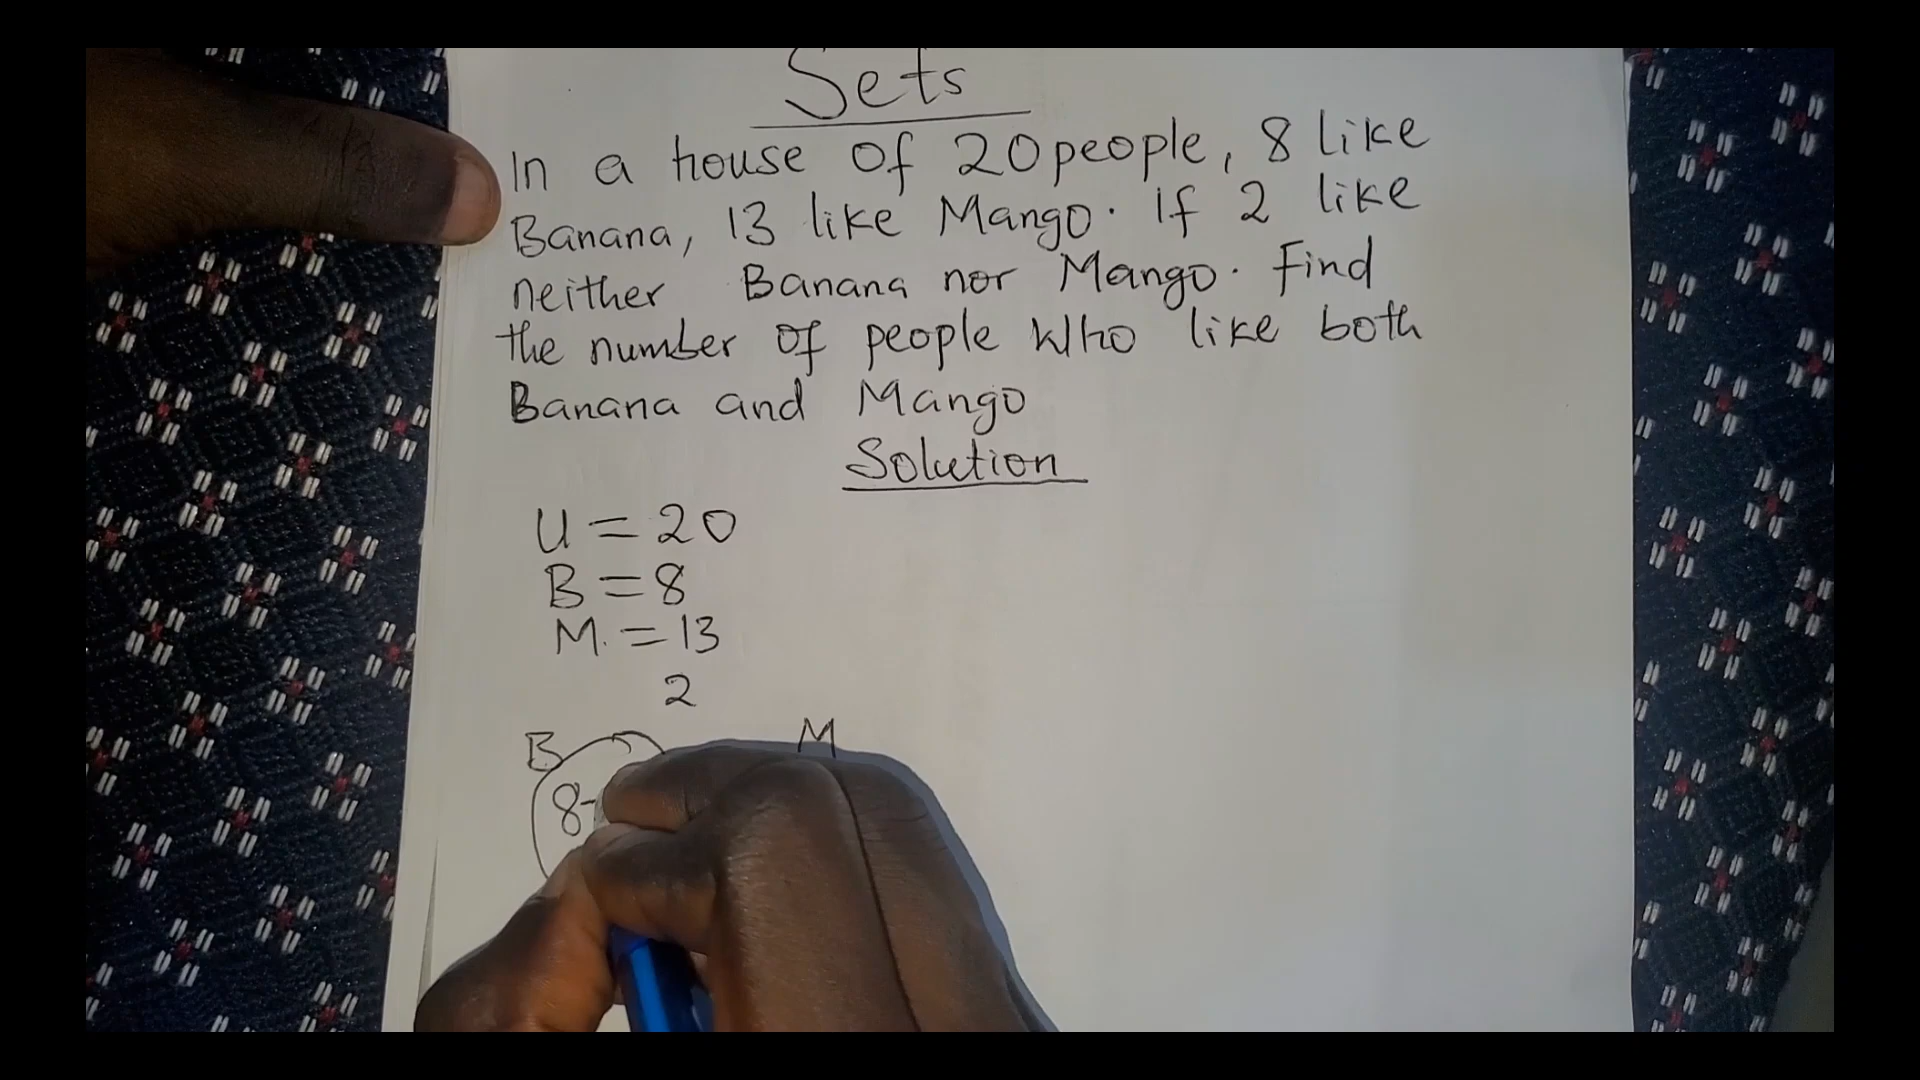 Sets
In a house of 20 people, 8 like
Banana, 13 like Mango. If 2 like
neither Banana nor Mango. Find
the number of people who like both
Banana and Mango
Solution
U = 20
B = 8
M. = 13
2
B M
8-